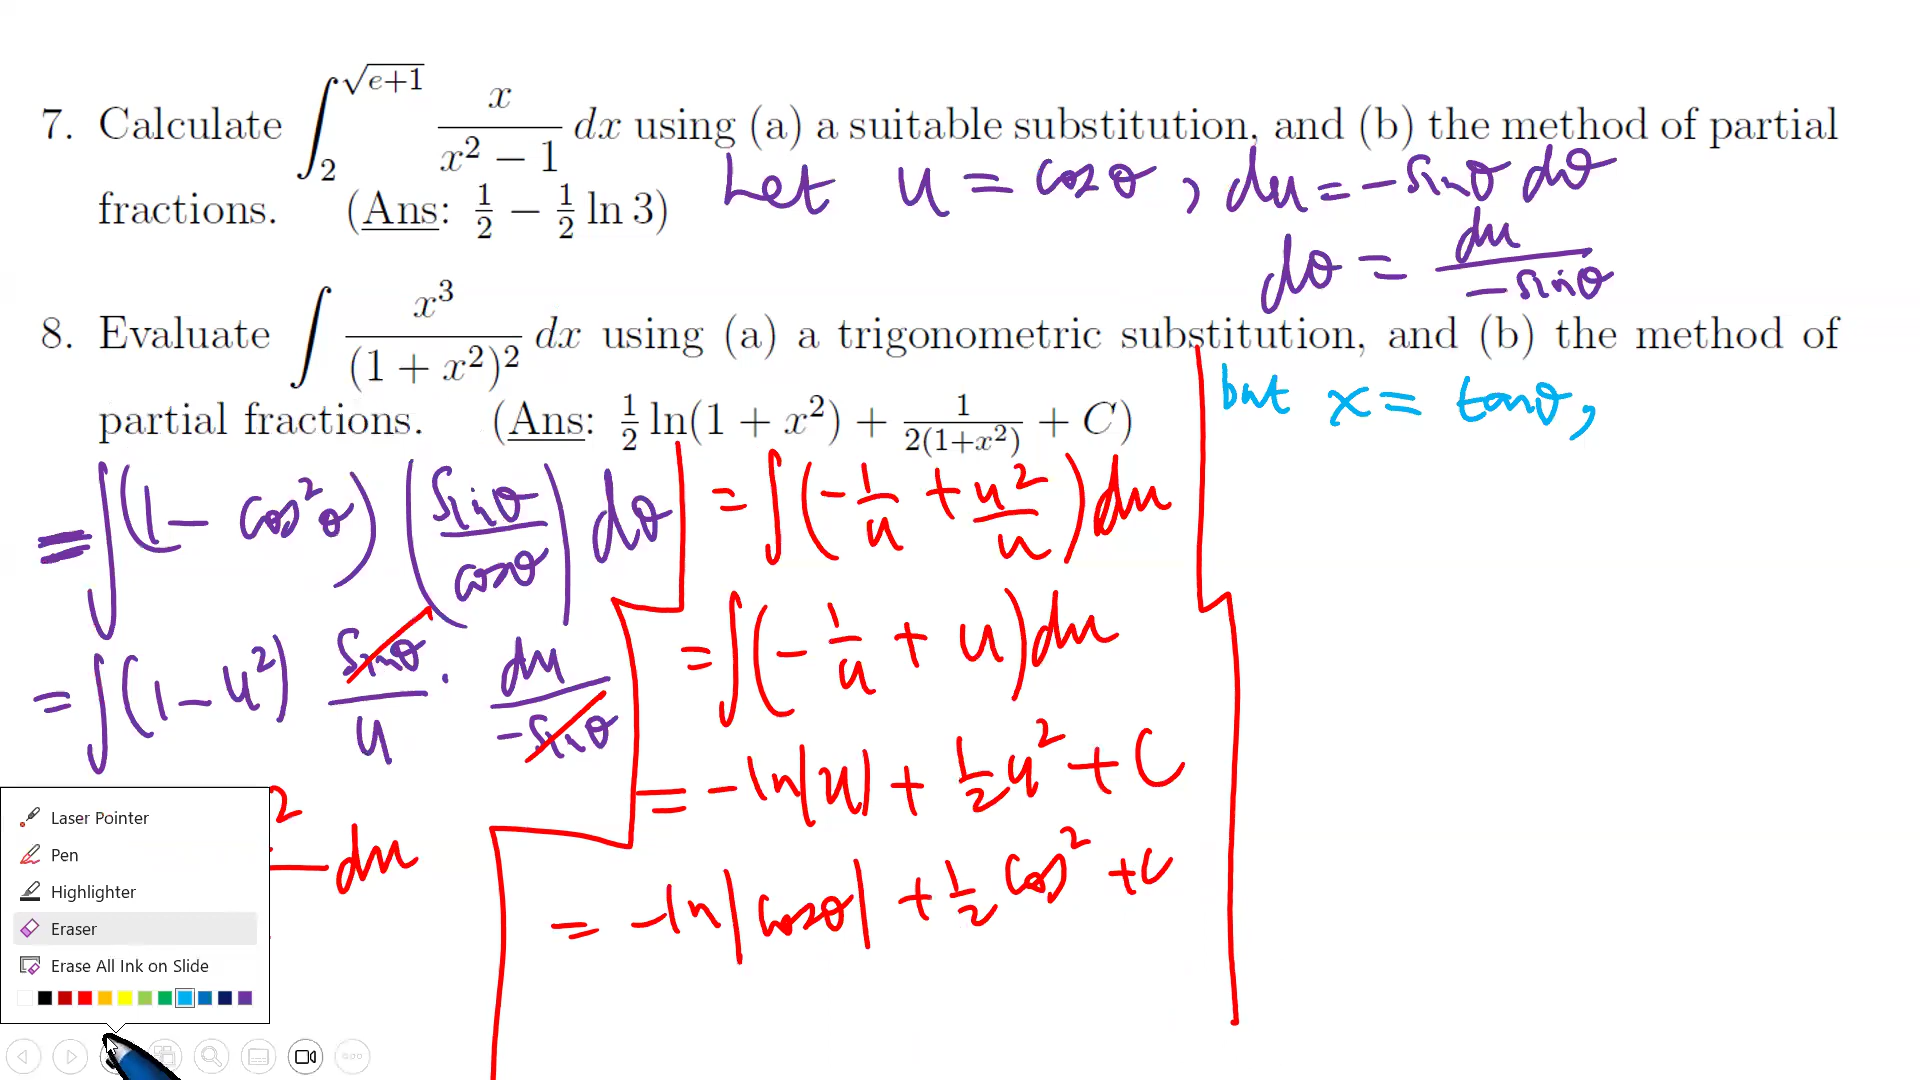 7. Calculate ∫_2^{√(e+1)} x/(x² − 1) dx using (a) a suitable substitution, and (b) the method of partial
fractions. (Ans: 1/2 − 1/2 ln 3)
Let u = cosθ , du = −sinθ dθ
dθ = du/(−sinθ)
8. Evaluate ∫ x³/(1 + x²)² dx using (a) a trigonometric substitution, and (b) the method of
partial fractions. (Ans: 1/2 ln(1 + x²) + 1/(2(1+x²)) + C)
= ∫(1 − cos²θ)(sinθ/cosθ) dθ
= ∫(1 − u²) sinθ/u · du/(−sinθ)
2
du
= ∫(−1/u + u²/u) du
= ∫(−1/u + u) du
= −ln|u| + 1/2 u² + C
= −ln|cosθ| + 1/2 cos² + C
but x = tanθ,
Laser Pointer
Pen
Highlighter
Eraser
Erase All Ink on Slide